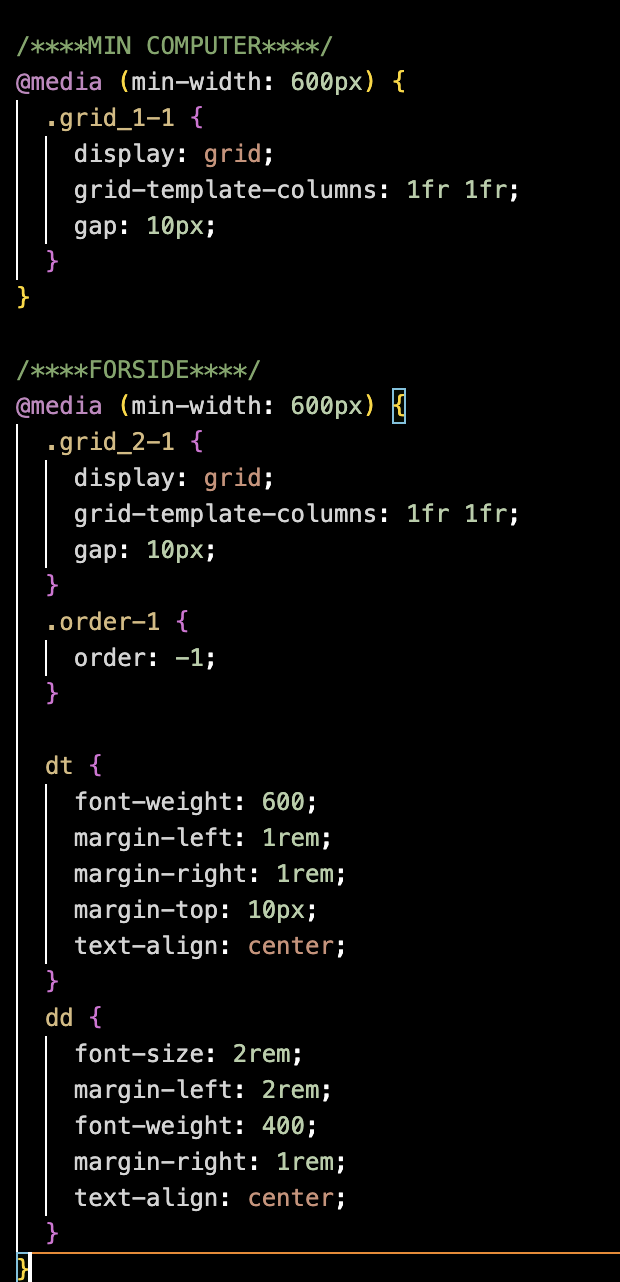 /****MIN COMPUTER****/
@media (min-width: 600px) {
  .grid_1-1 {
    display: grid;
    grid-template-columns: 1fr 1fr;
    gap: 10px;
  }
}

/****FORSIDE****/
@media (min-width: 600px) {
  .grid_2-1 {
    display: grid;
    grid-template-columns: 1fr 1fr;
    gap: 10px;
  }
  .order-1 {
    order: -1;
  }

  dt {
    font-weight: 600;
    margin-left: 1rem;
    margin-right: 1rem;
    margin-top: 10px;
    text-align: center;
  }
  dd {
    font-size: 2rem;
    margin-left: 2rem;
    font-weight: 400;
    margin-right: 1rem;
    text-align: center;
  }
}